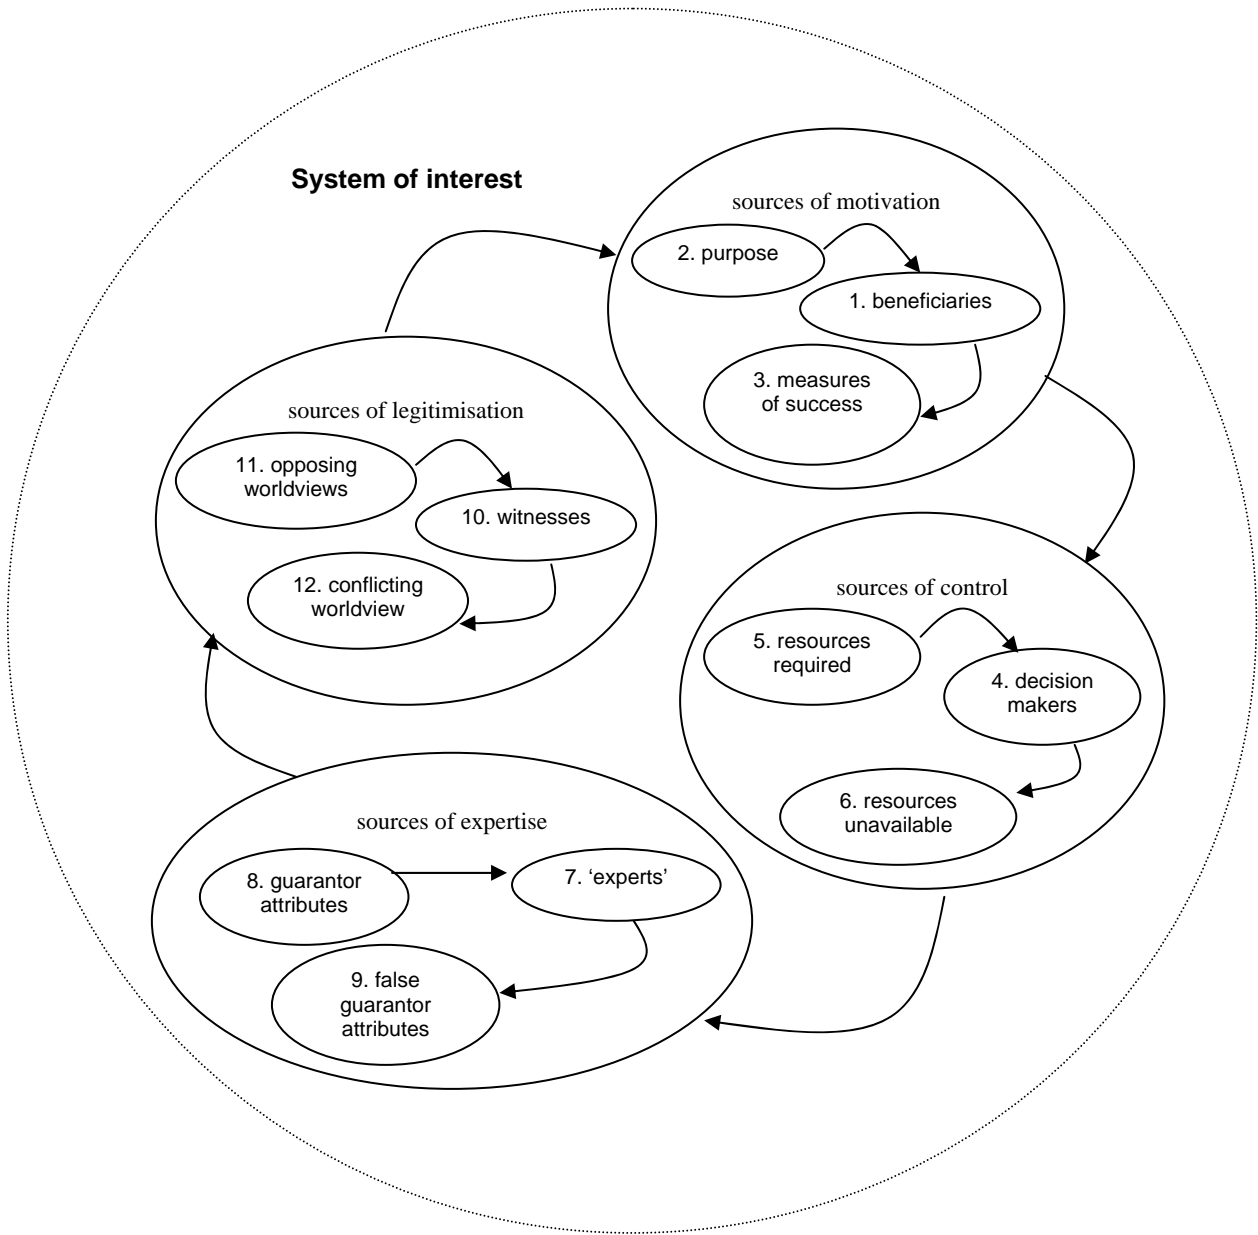 System of interest
sources of motivation
2. purpose
1. beneficiaries
3. measures
of success
sources of legitimisation
11. opposing
worldviews
10. witnesses
12. conflicting
worldview
sources of control
5. resources
required
4. decision
makers
6. resources
unavailable
sources of expertise
8. guarantor
attributes
7. ‘experts’
9. false
guarantor
attributes